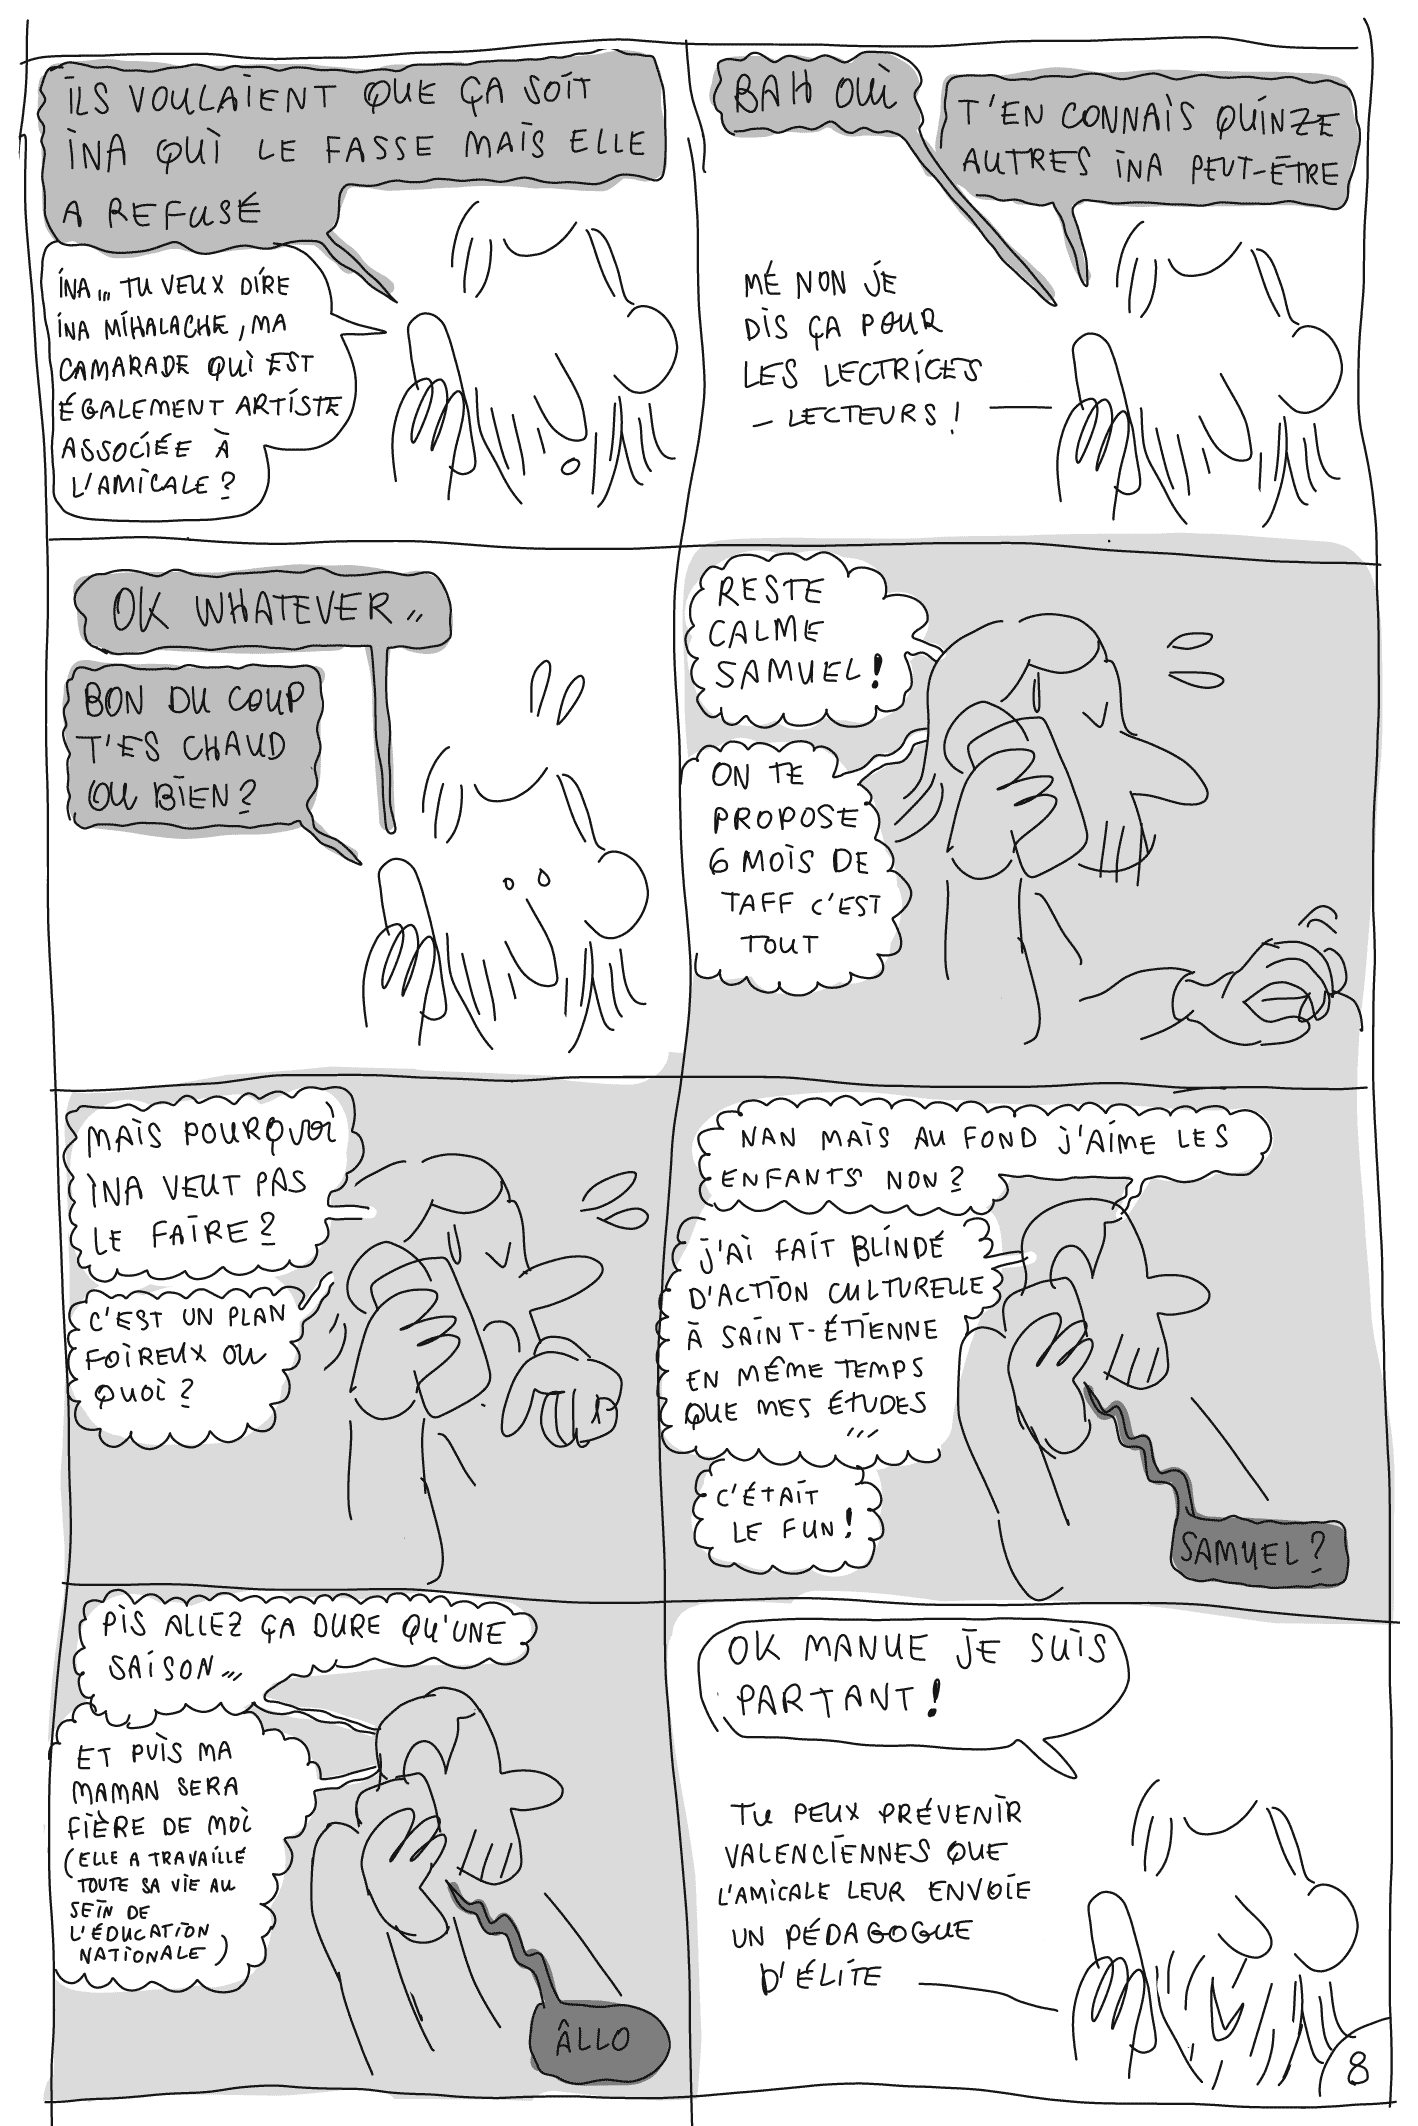 ILS VOULAIENT QUE ÇA SOIT
INA QUI LE FASSE MAIS ELLE
A REFUSÉ
INA... TU VEUX DIRE
INA MIHALACHE, MA
CAMARADE QUI EST
ÉGALEMENT ARTISTE
ASSOCIÉE À
L'AMICALE ?
BAH OUI
T'EN CONNAIS QUINZE
AUTRES INA PEUT-ÊTRE
MÉ NON JE
DIS ÇA POUR
LES LECTRICES
- LECTEURS !
OK WHATEVER..
BON DU COUP
T'ES CHAUD
OU BIEN ?
RESTE
CALME
SAMUEL !
ON TE
PROPOSE
6 MOIS DE
TAFF C'EST
TOUT
MAIS POURQUOI
INA VEUT PAS
LE FAIRE ?
C'EST UN PLAN
FOIREUX OU
QUOI ?
NAN MAIS AU FOND J'AIME LES
ENFANTS NON ?
J'AI FAIT BLINDÉ
D'ACTION CULTURELLE
À SAINT-ÉTIENNE
EN MÊME TEMPS
QUE MES ÉTUDES
...
C'ÉTAIT
LE FUN !
SAMUEL ?
PIS ALLEZ ÇA DURE QU'UNE
SAISON...
ET PUIS MA
MAMAN SERA
FIÈRE DE MOI
(ELLE A TRAVAILLÉ
TOUTE SA VIE AU
SEIN DE
L'ÉDUCATION
NATIONALE)
ÂLLO
OK MANUE JE SUIS
PARTANT !
TU PEUX PRÉVENIR
VALENCIENNES QUE
L'AMICALE LEUR ENVOIE
UN PÉDAGOGUE
D'ÉLITE
8